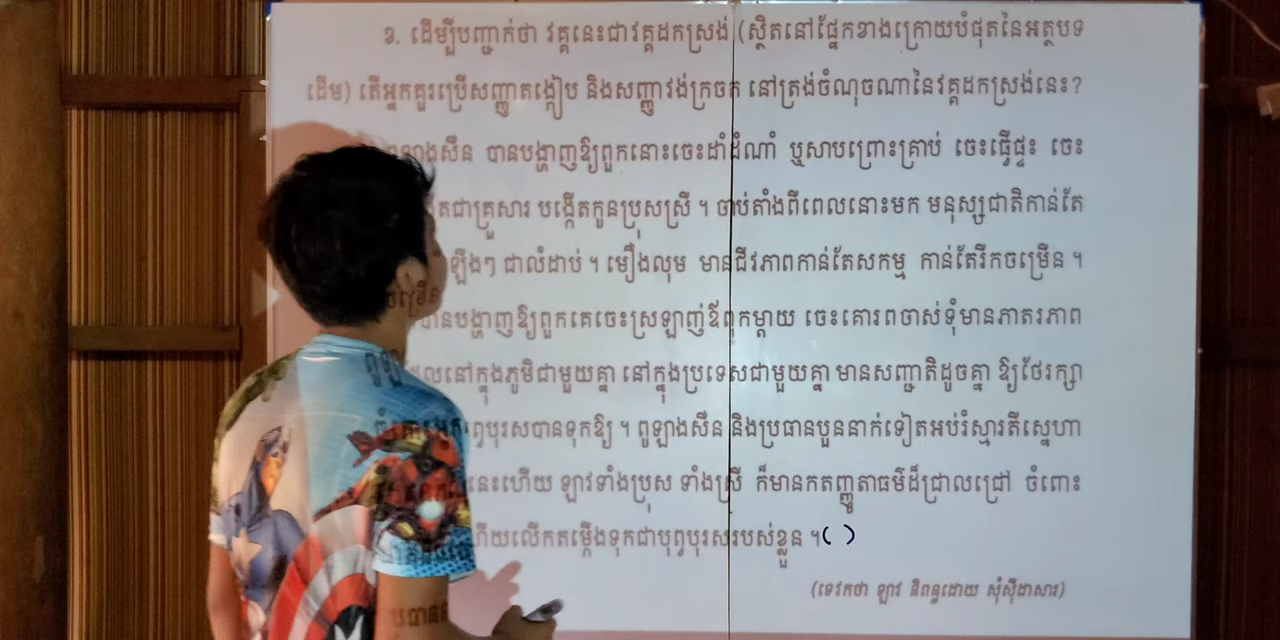 ខ. ដើម្បីបញ្ជាក់ថា វគ្គនេះជាវគ្គដកស្រង់ (ស្ថិតនៅផ្នែកខាងក្រោយបំផុតនៃអត្ថបទ
ដើម) តើអ្នកគួរប្រើសញ្ញាគង្កៀប និងសញ្ញាវង់ក្រចក នៅត្រង់ចំណុចណានៃវគ្គដកស្រង់នេះ?
ឡាងសឺន បានបង្ហាញឱ្យពួកនោះចេះដាំដំណាំ ឬសាបព្រោះគ្រាប់ ចេះធ្វើផ្ទះ ចេះ
ជាគ្រួសារ បង្កើតកូនប្រុសស្រី ។ ចាប់តាំងពីពេលនោះមក មនុស្សជាតិកាន់តែ
ឡើងៗ ជាលំដាប់ ។ មឿងលុម មានជីវភាពកាន់តែសកម្ម កាន់តែរីកចម្រើន ។
បានបង្ហាញឱ្យពួកគេចេះស្រឡាញ់ឪពុកម្តាយ ចេះគោរពចាស់ទុំមានភាតរភាព
នៅក្នុងភូមិជាមួយគ្នា នៅក្នុងប្រទេសជាមួយគ្នា មានសញ្ជាតិដូចគ្នា ឱ្យថែរក្សា
បុព្វបុរសបានទុកឱ្យ ។ ពូឡាងសឺន និងប្រធានបួននាក់ទៀតអប់រំស្មារតីស្នេហា
នេះហើយ ឡាវទាំងប្រុស ទាំងស្រី ក៏មានកតញ្ញុតាធម៌ដ៏ជ្រាលជ្រៅ ចំពោះ
ហើយលើកតម្កើងទុកជាបុព្វបុរសរបស់ខ្លួន ។( )
(ទេវកថា ឡាវ និពន្ធដោយ ស៊ុំស៊ីដាសារ)